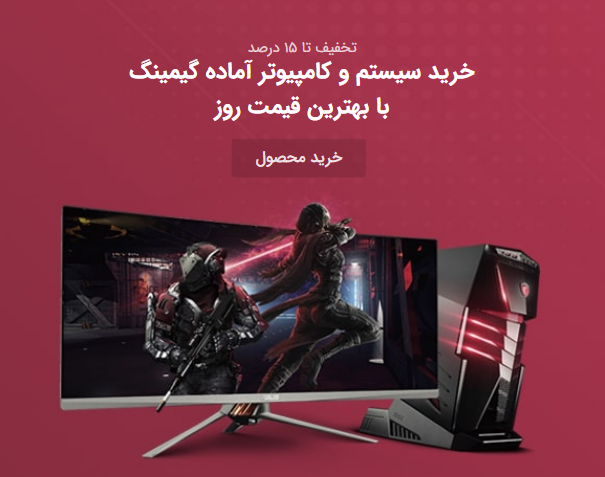 تخفیف تا ۱۵ درصد
خرید سیستم و کامپیوتر آماده گیمینگ
با بهترین قیمت روز
خرید محصول